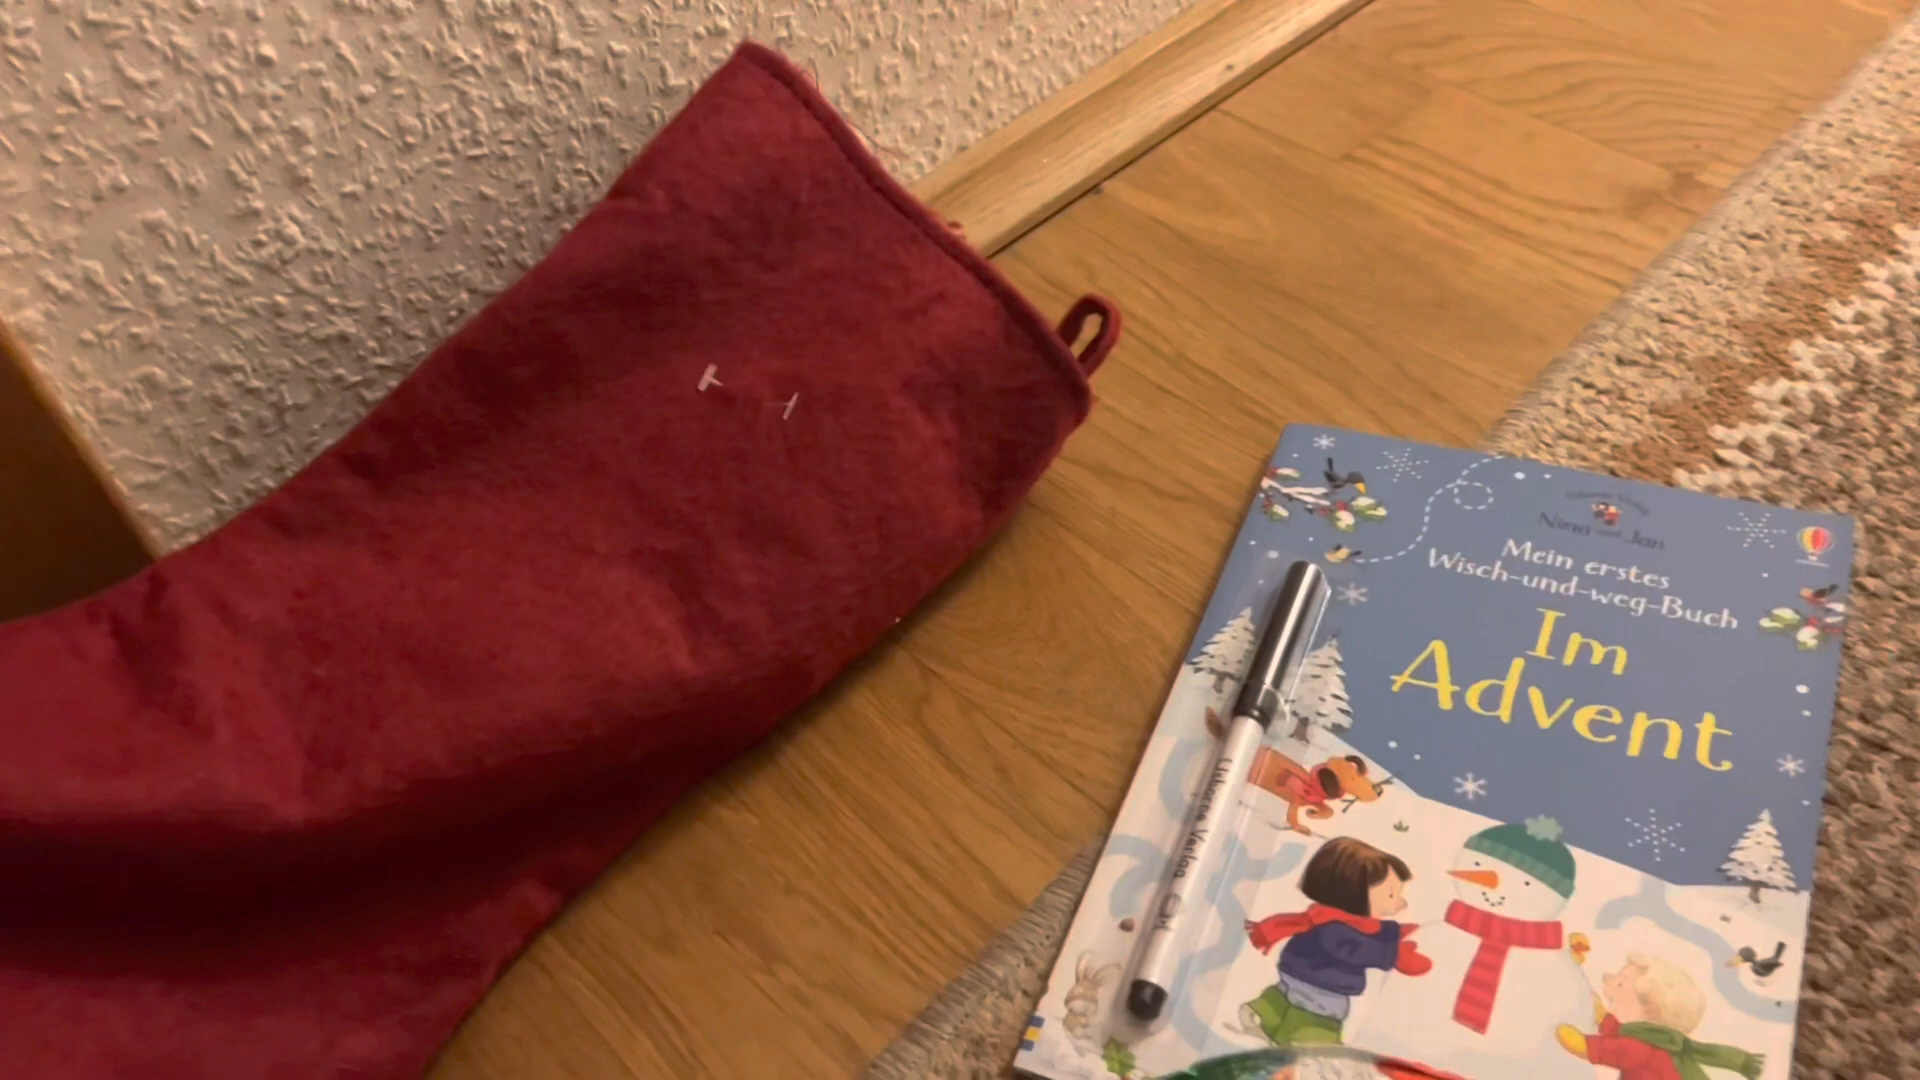 Nina und Jan
Mein erstes
Wisch-und-weg-Buch
Im
Advent
Usborne Verlag